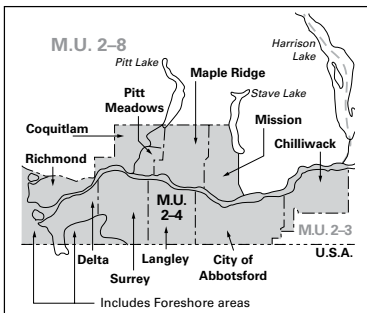 M.U. 2–8
Harrison
Lake
Pitt Lake
Maple Ridge
Stave Lake
Pitt
Meadows
Coquitlam
Mission
Richmond
Chilliwack
M.U.
2–4
M.U. 2–3
U.S.A.
Delta
Langley
City of
Abbotsford
Surrey
Includes Foreshore areas